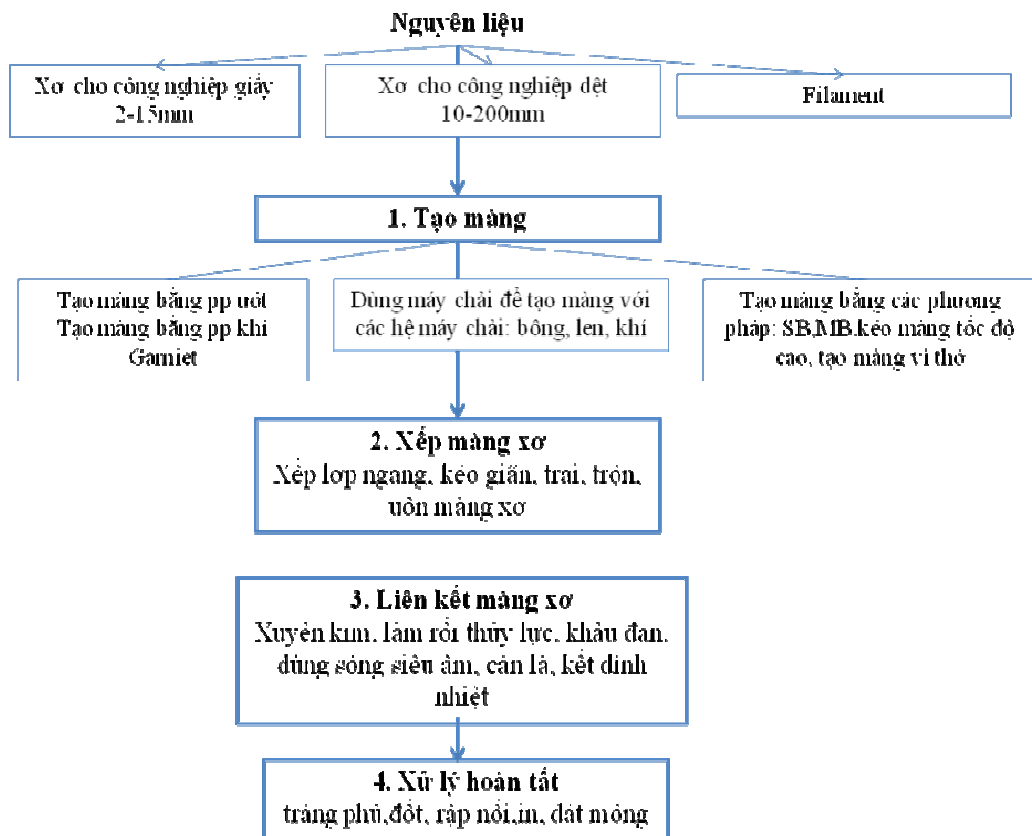 Nguyên liệu
Xơ cho công nghiệp giấy
2-15mm
Xơ cho công nghiệp dệt
10-200mm
Filament
1. Tạo màng
Tạo màng bằng pp ướt
Tạo màng bằng pp khí
Garniet
Dùng máy chải để tạo màng với
các hệ máy chải: bông, len, khí
Tạo màng bằng các phương
pháp: SB,MB,kéo màng tốc độ
cao, tạo màng vi thở
2. Xếp màng xơ
Xếp lớp ngang, kéo giãn, trải, trộn,
uốn màng xơ
3. Liên kết màng xơ
Xuyên kim, làm rối thủy lực, khâu đan,
dùng sóng siêu âm, cán là, kết dính
nhiệt
4. Xử lý hoàn tất
tráng phủ,đốt, rập nổi,in, dát mỏng